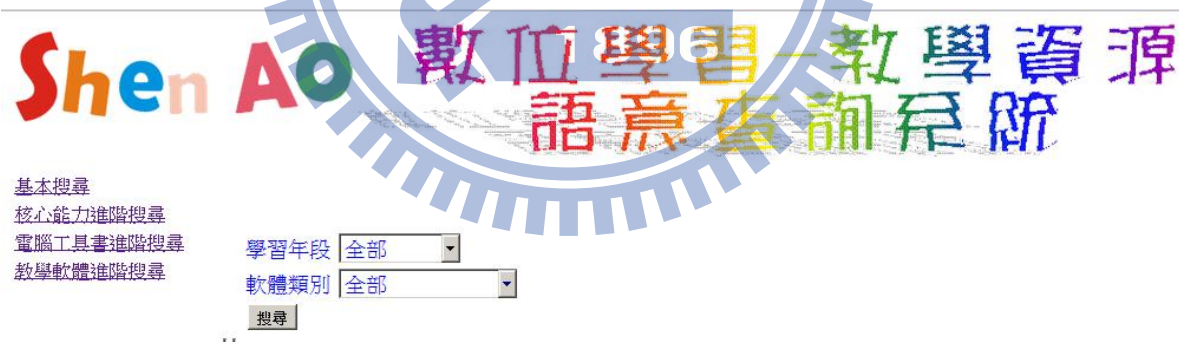 Shen AO 數位學習-教學資源
語意查詢系統
1896
基本搜尋
核心能力進階搜尋
電腦工具書進階搜尋
教學軟體進階搜尋
學習年段 全部
軟體類別 全部
搜尋